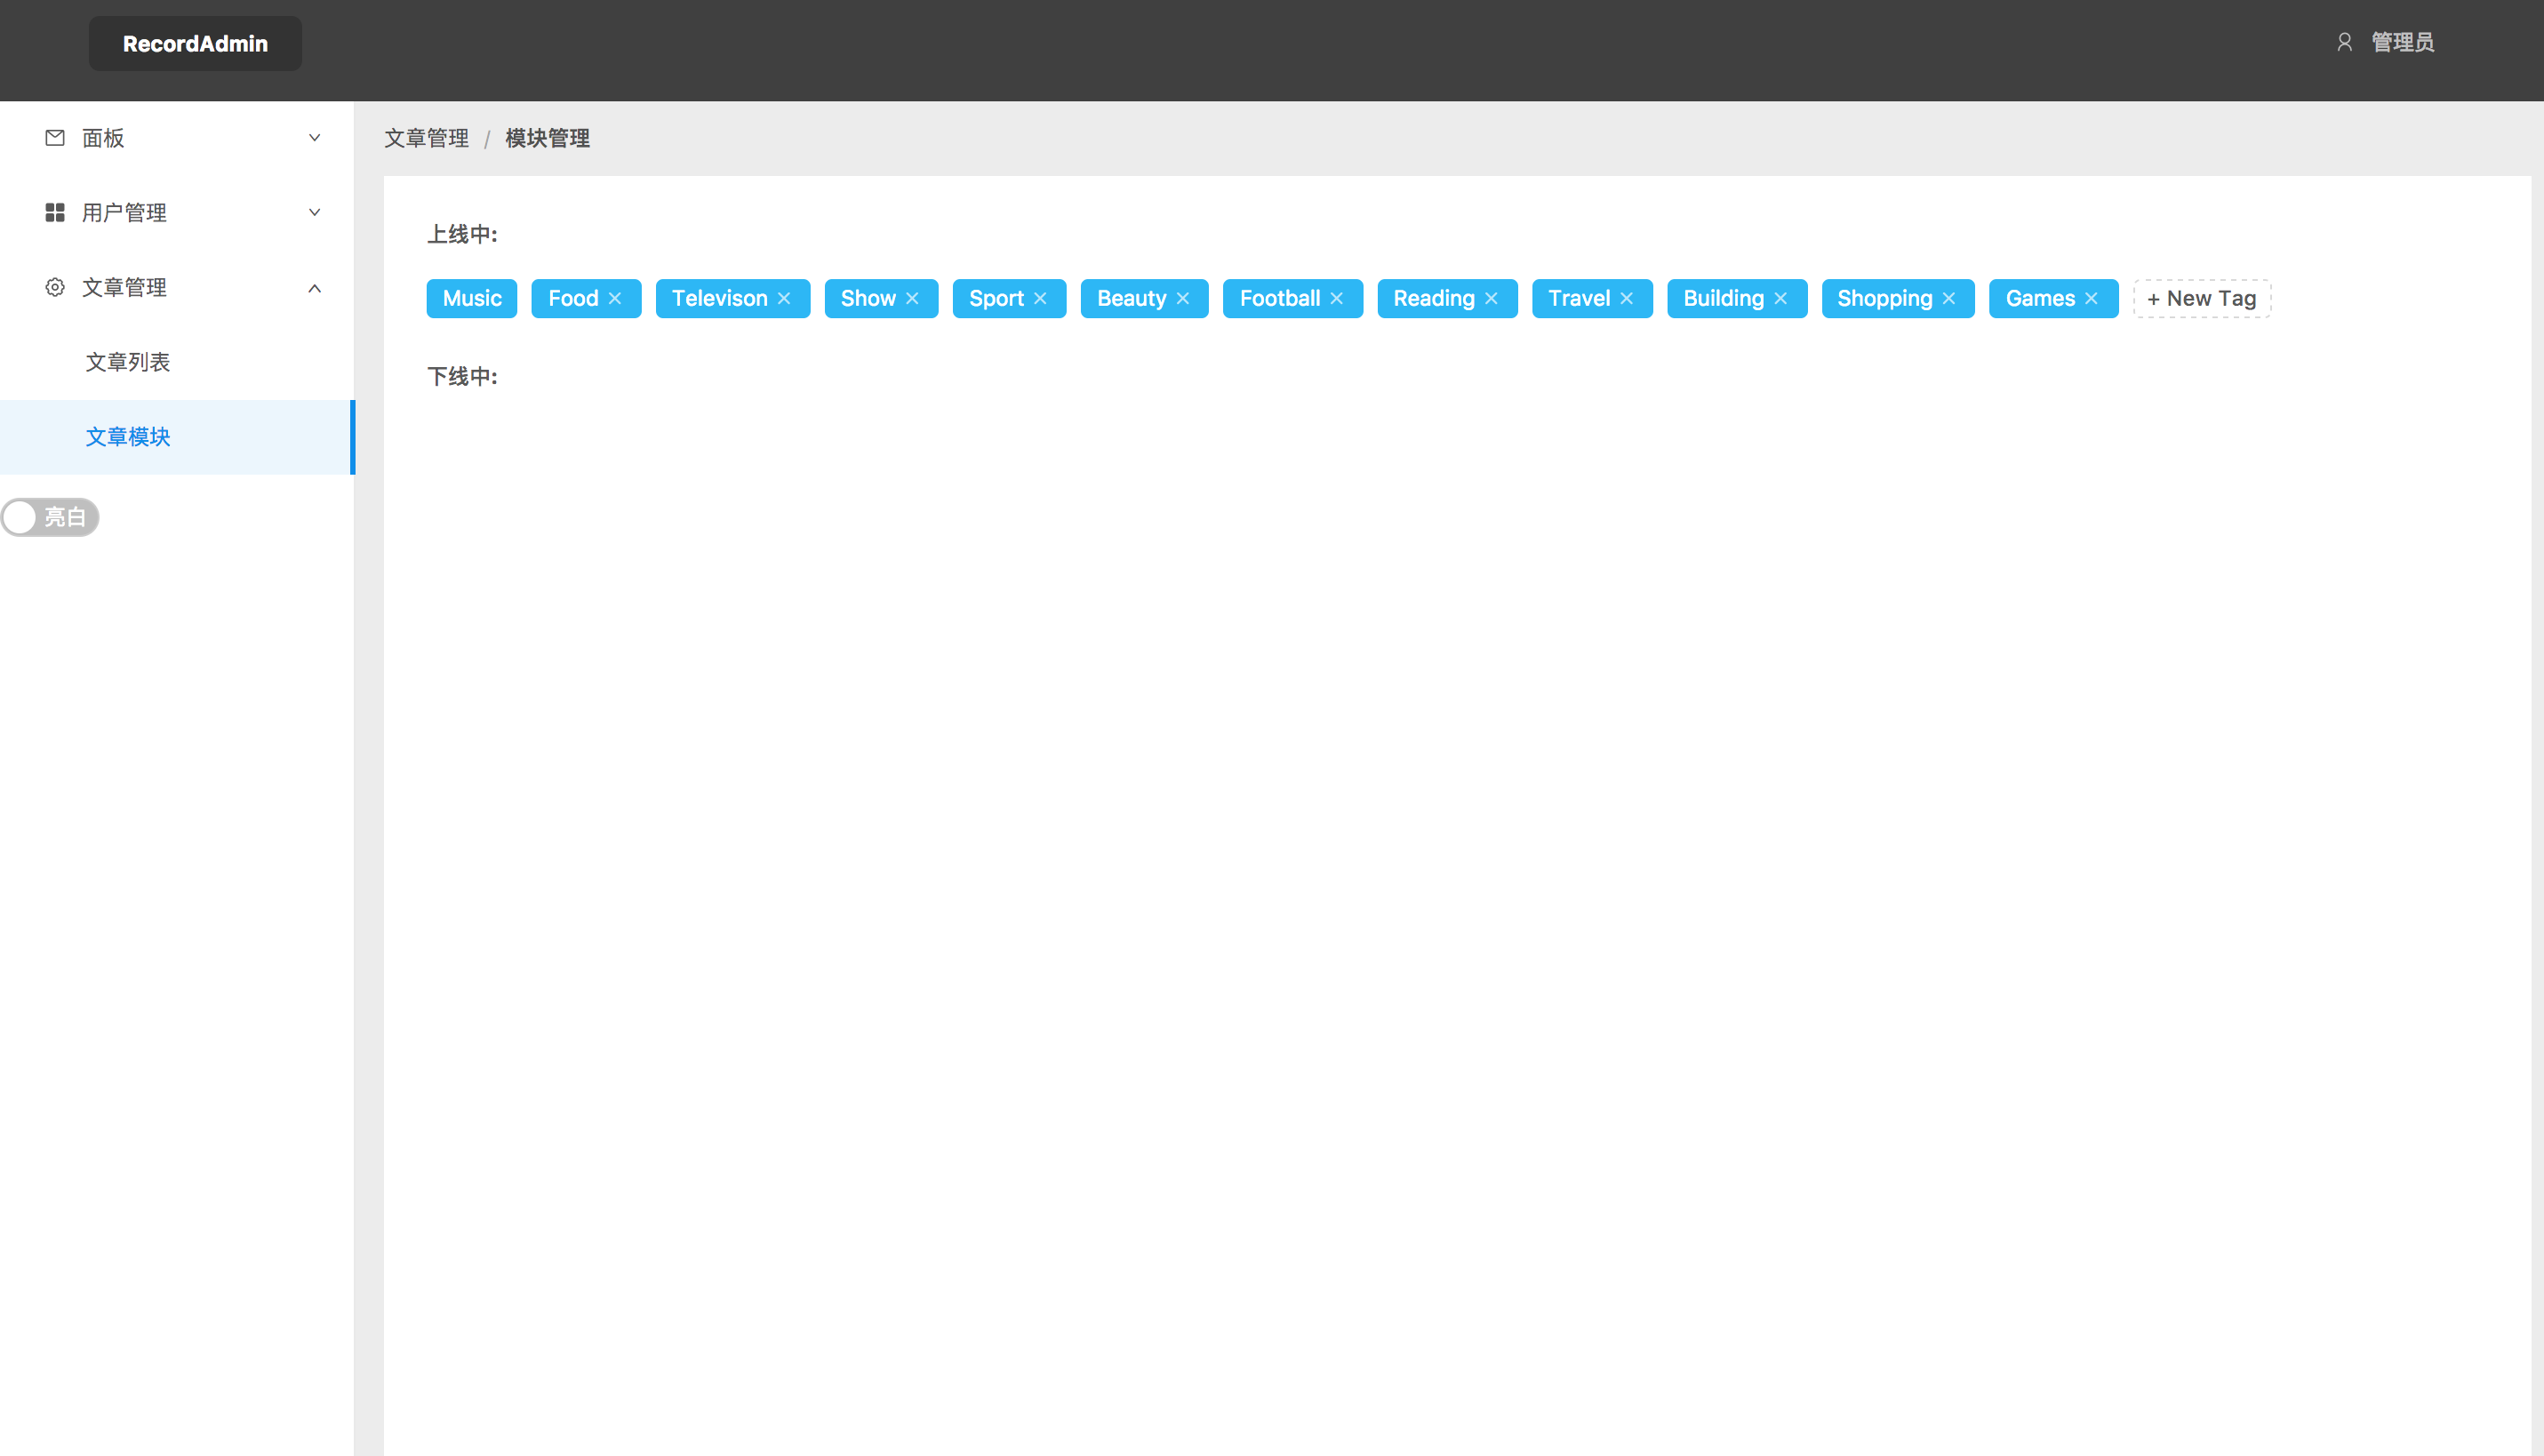 RecordAdmin
管理员
面板
用户管理
文章管理
文章列表
文章模块
亮白
文章管理 / 模块管理
上线中:
Music Food Televison Show Sport Beauty Football Reading Travel Building Shopping Games + New Tag
下线中: